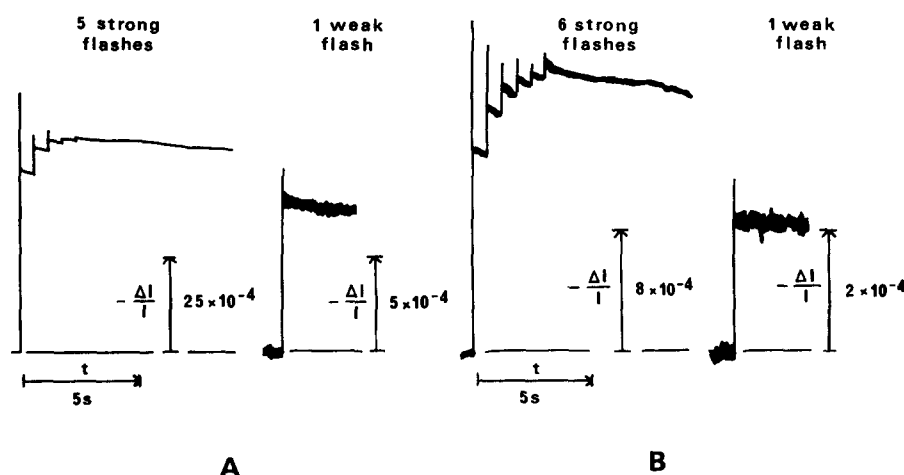 5 strong
flashes
1 weak
flash
- ΔI
I
25×10⁻⁴
- ΔI
I
5×10⁻⁴
t
5s
A
6 strong
flashes
1 weak
flash
- ΔI
I
8×10⁻⁴
- ΔI
I
2×10⁻⁴
t
5s
B